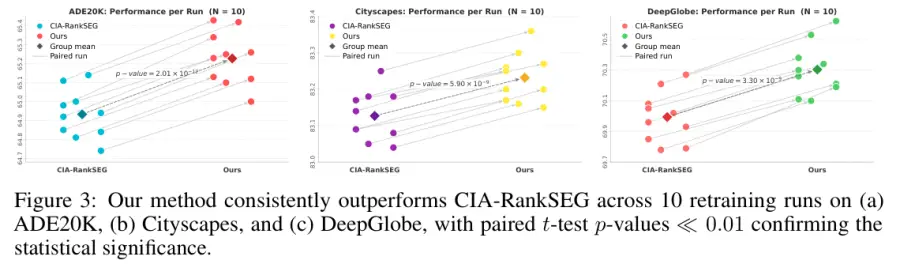 ADE20K: Performance per Run (N = 10)
CIA-RankSEG
Ours
Group mean
Paired run
65.4
65.3
65.2
65.1
65.0
64.9
64.8
64.7
CIA-RankSEG
Ours
Cityscapes: Performance per Run (N = 10)
CIA-RankSEG
Ours
Group mean
Paired run
p − value = 5.90 × 10⁻⁹
83.4
83.3
83.2
83.1
83.0
CIA-RankSEG
Ours
DeepGlobe: Performance per Run (N = 10)
CIA-RankSEG
Ours
Group mean
Paired run
70.5
70.3
70.1
69.9
69.7
CIA-RankSEG
Ours
Figure 3: Our method consistently outperforms CIA-RankSEG across 10 retraining runs on (a)
ADE20K, (b) Cityscapes, and (c) DeepGlobe, with paired t-test p-values ≪ 0.01 confirming the
statistical significance.